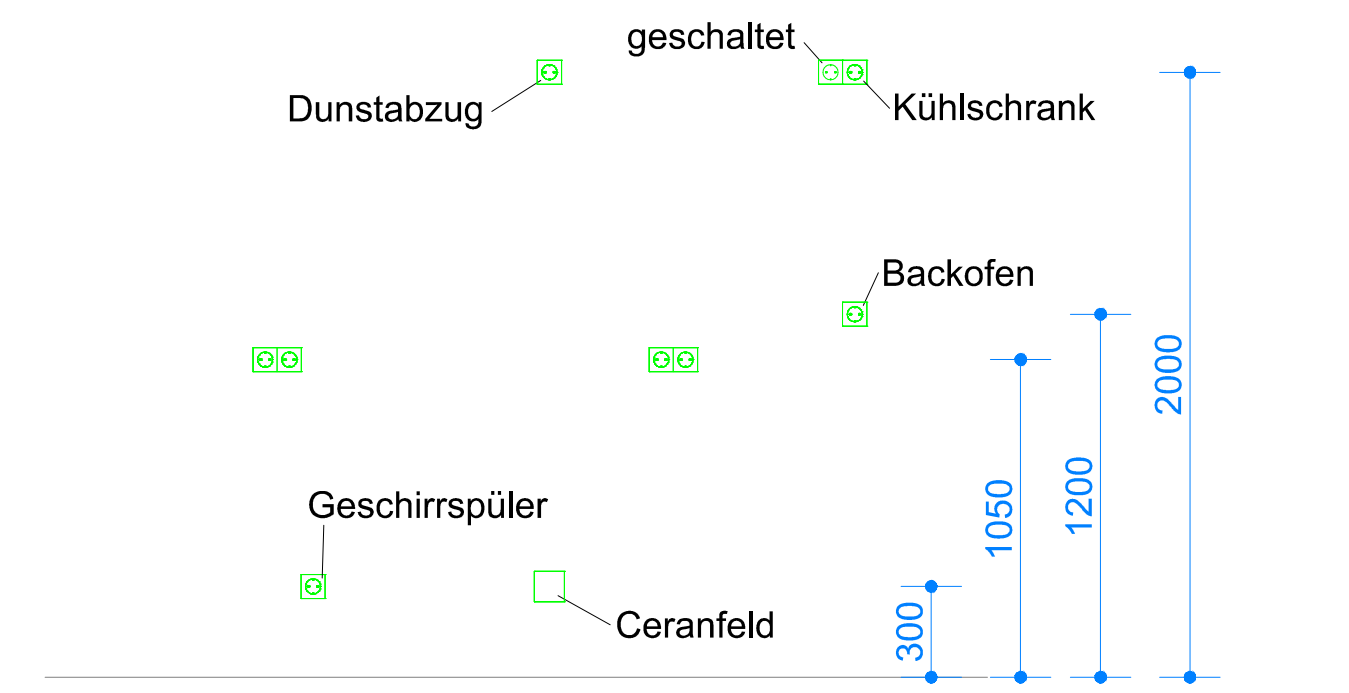 geschaltet
Dunstabzug
Kühlschrank
Backofen
2000
1200
1050
Geschirrspüler
Ceranfeld
300